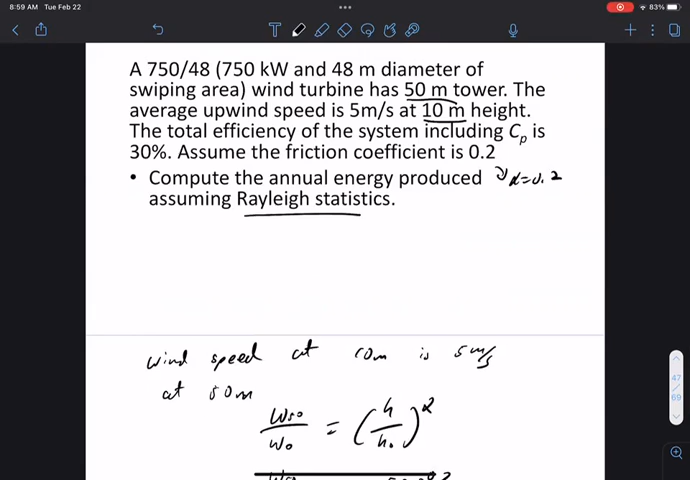 8:59 AM Tue Feb 22
83%
A 750/48 (750 kW and 48 m diameter of
swiping area) wind turbine has 50 m tower. The
average upwind speed is 5m/s at 10 m height.
The total efficiency of the system including Cp is
30%. Assume the friction coefficient is 0.2
• Compute the annual energy produced
α=0.2
assuming Rayleigh statistics.
wind speed at 10m is 5 m/s
at 50m
W50/W0 = (h/h0)^α
47
69